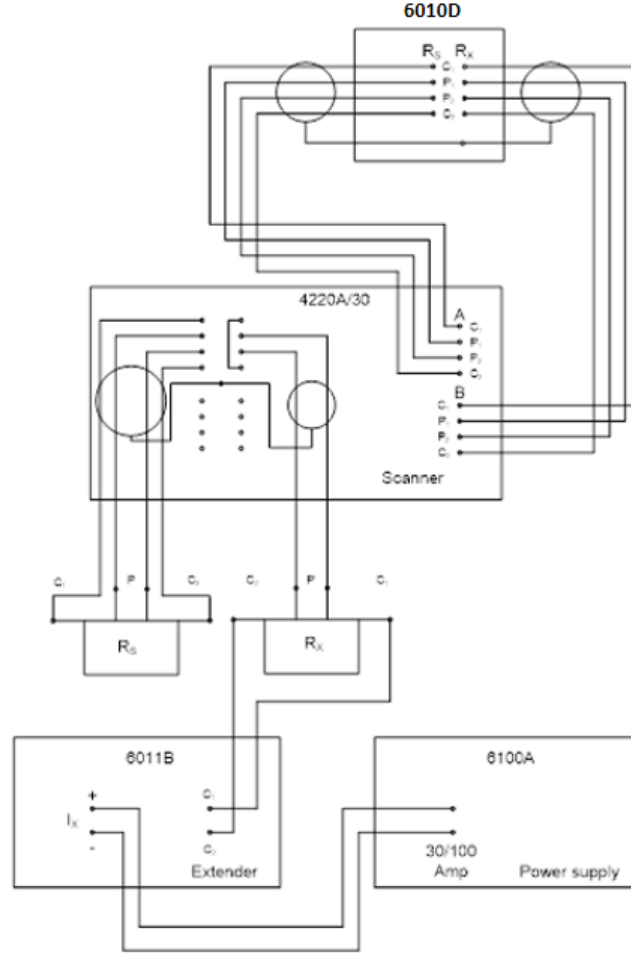 6010D
Rs Rx
C₁
P₁
P₂
C₂
4220A/30
A
C₁
P₁
P₂
C₂
B
C₁
P₁
P₂
C₂
Scanner
C₁ P C₂ C₂ P C₁
Rs Rx
6011B 6100A
+ C₁
Ix
- C₂
30/100
Extender Amp Power supply